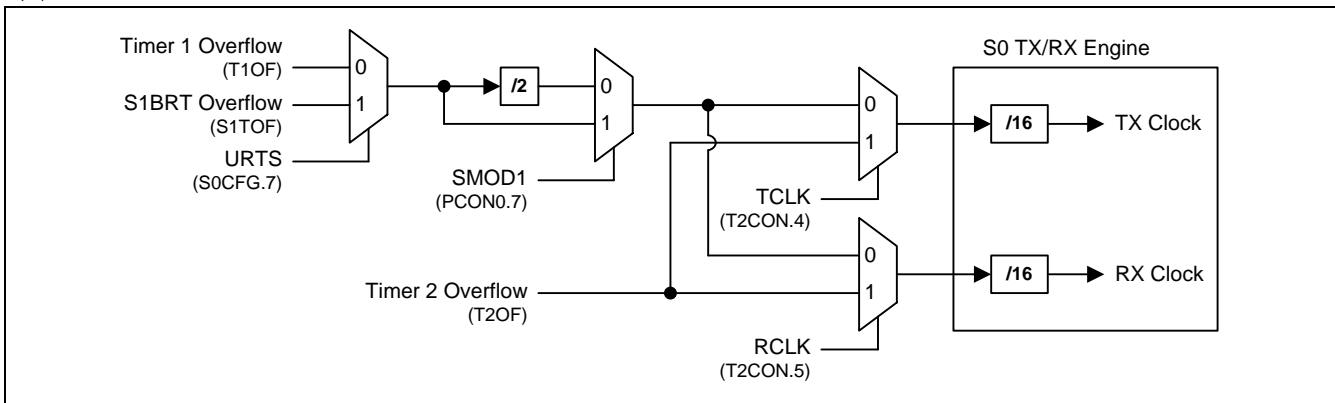 Timer 1 Overflow
(T1OF)
S1BRT Overflow
(S1TOF)
URTS
(S0CFG.7)
0
1
/2
0
1
SMOD1
(PCON0.7)
Timer 2 Overflow
(T2OF)
0
1
TCLK
(T2CON.4)
0
1
RCLK
(T2CON.5)
S0 TX/RX Engine
/16
TX Clock
/16
RX Clock